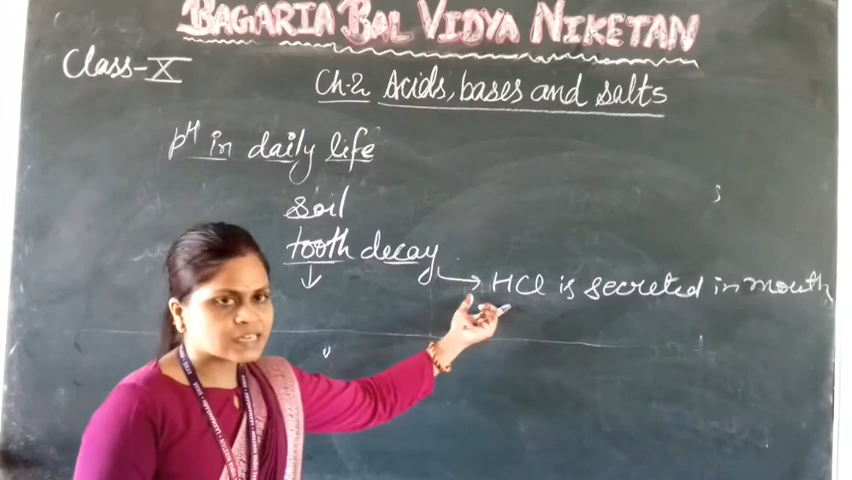 BAGARIA BAL VIDYA NIKETAN
Class-X
Ch-2 Acids, bases and salts
pH in daily life
soil
tooth decay
HCl is secreted in mouth